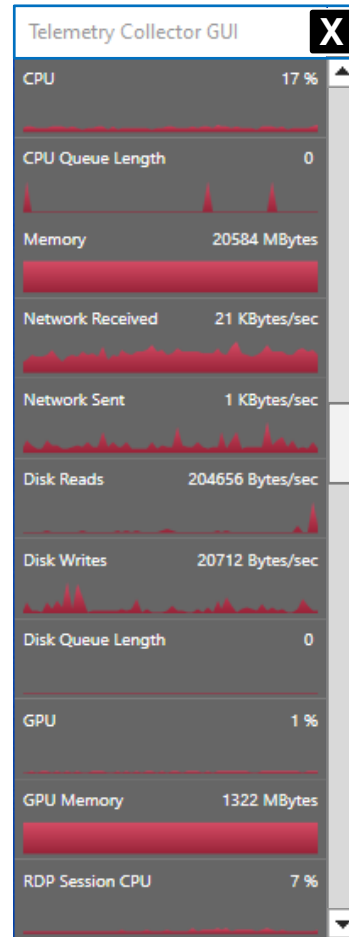 Telemetry Collector GUI X
CPU 17 %
CPU Queue Length 0
Memory 20584 MBytes
Network Received 21 KBytes/sec
Network Sent 1 KBytes/sec
Disk Reads 204656 Bytes/sec
Disk Writes 20712 Bytes/sec
Disk Queue Length 0
GPU 1 %
GPU Memory 1322 MBytes
RDP Session CPU 7 %